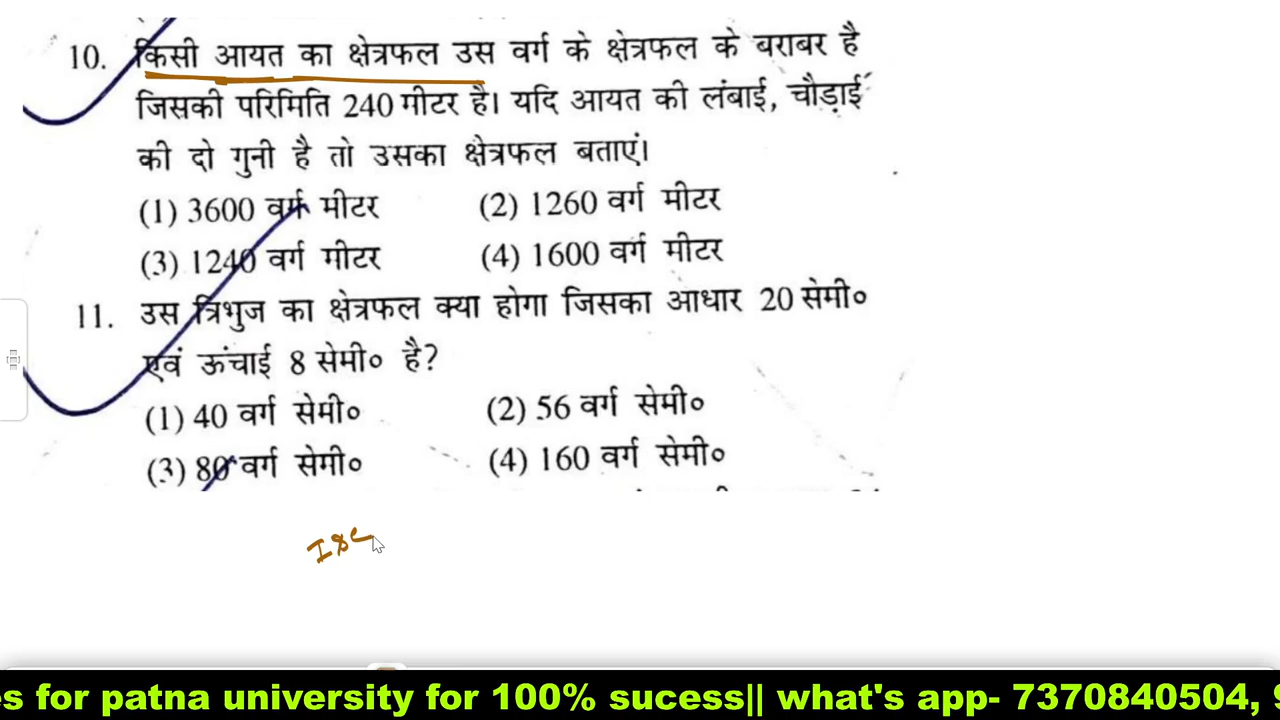 10. किसी आयत का क्षेत्रफल उस वर्ग के क्षेत्रफल के बराबर है
जिसकी परिमिति 240 मीटर है। यदि आयत की लंबाई, चौड़ाई
की दो गुनी है तो उसका क्षेत्रफल बताएं।
(1) 3600 वर्ग मीटर (2) 1260 वर्ग मीटर
(3) 1240 वर्ग मीटर (4) 1600 वर्ग मीटर
11. उस त्रिभुज का क्षेत्रफल क्या होगा जिसका आधार 20 सेमी०
एवं ऊंचाई 8 सेमी० है?
(1) 40 वर्ग सेमी० (2) 56 वर्ग सेमी०
(3) 80 वर्ग सेमी० (4) 160 वर्ग सेमी०
es for patna university for 100% sucess|| what's app- 7370840504, 9